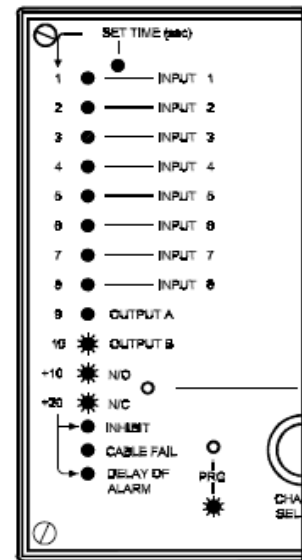 SET TIME (sec)
1 INPUT 1
2 INPUT 2
3 INPUT 3
4 INPUT 4
5 INPUT 5
6 INPUT 6
7 INPUT 7
8 INPUT 8
9 OUTPUT A
10 OUTPUT B
+10 N/O
+20 N/C
INHIBIT
CABLE FAIL
DELAY OF
ALARM
PRG
CHA
SEL